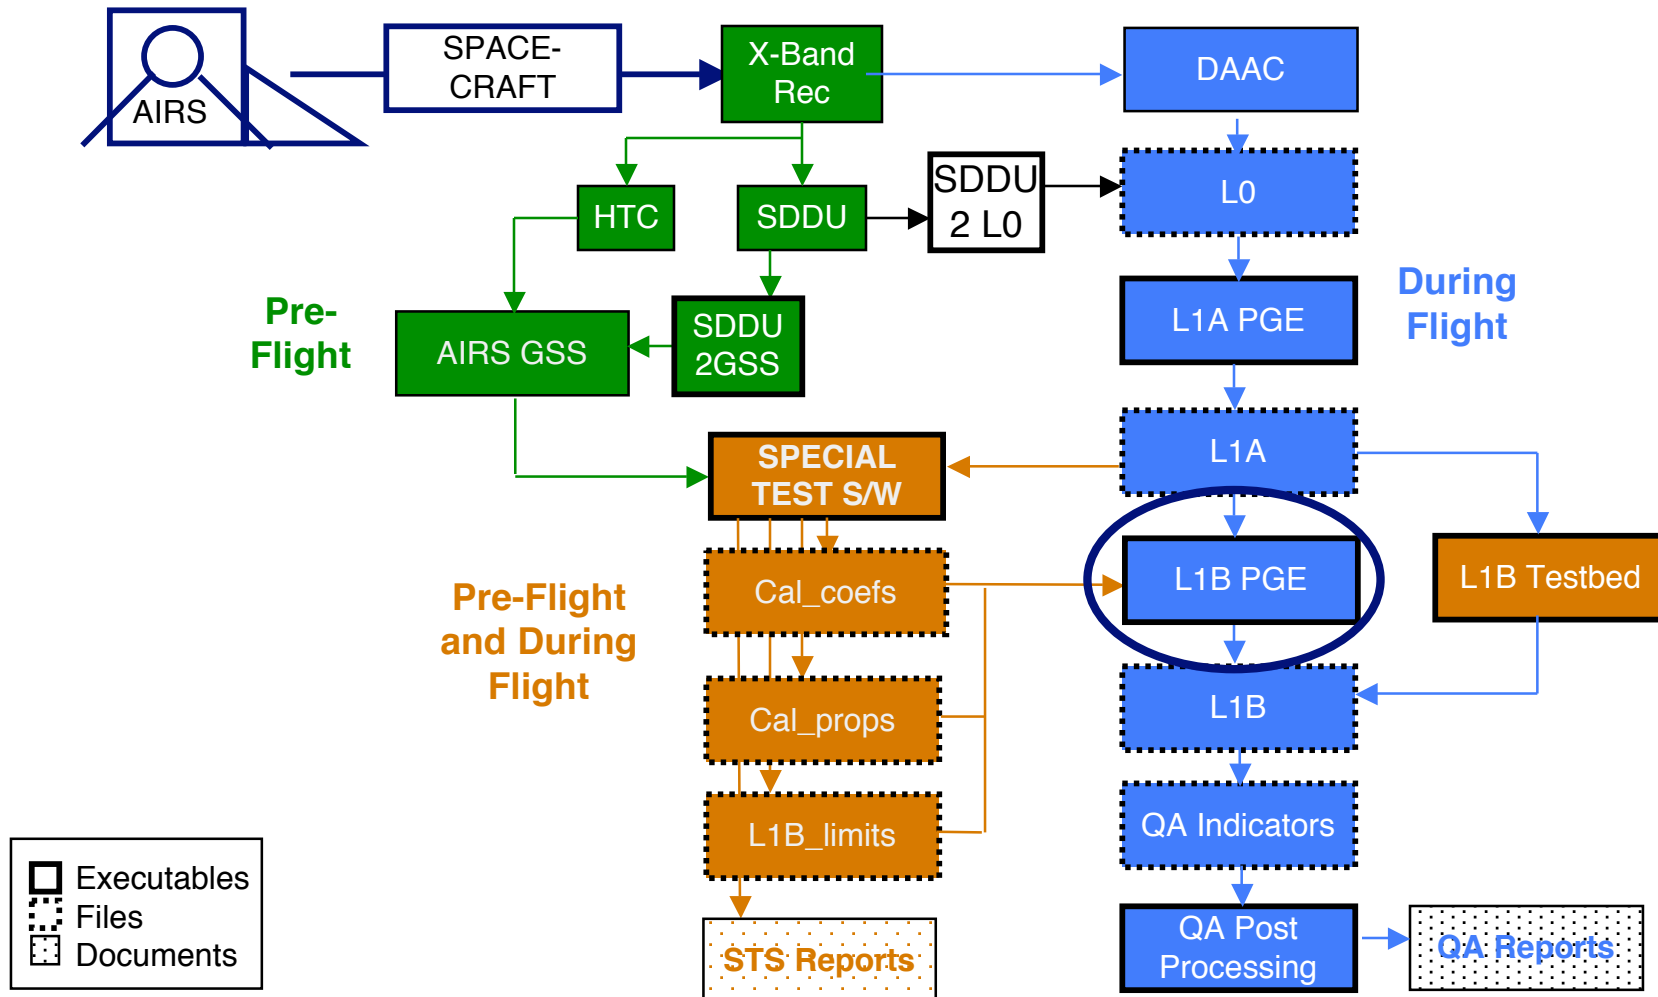 AIRS
SPACE-
CRAFT
X-Band
Rec
DAAC
HTC
SDDU
SDDU
2 L0
L0
Pre-
Flight
AIRS GSS
SDDU
2GSS
L1A PGE
During
Flight
SPECIAL
TEST S/W
L1A
Pre-Flight
and During
Flight
Cal_coefs
L1B PGE
L1B Testbed
Cal_props
L1B
L1B_limits
QA Indicators
Executables
Files
Documents
STS Reports
QA Post
Processing
QA Reports